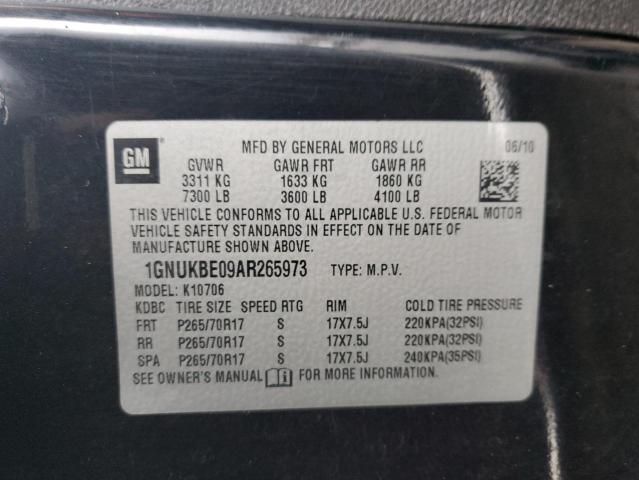 GM
MFD BY GENERAL MOTORS LLC 06/10
GVWR GAWR FRT GAWR RR
3311 KG 1633 KG 1860 KG
7300 LB 3600 LB 4100 LB
THIS VEHICLE CONFORMS TO ALL APPLICABLE U.S. FEDERAL MOTOR
VEHICLE SAFETY STANDARDS IN EFFECT ON THE DATE OF
MANUFACTURE SHOWN ABOVE.
1GNUKBE09AR265973 TYPE: M.P.V.
MODEL: K10706
KDBC TIRE SIZE SPEED RTG RIM COLD TIRE PRESSURE
FRT P265/70R17 S 17X7.5J 220KPA(32PSI)
RR P265/70R17 S 17X7.5J 220KPA(32PSI)
SPA P265/70R17 S 17X7.5J 240KPA(35PSI)
SEE OWNER'S MANUAL FOR MORE INFORMATION.